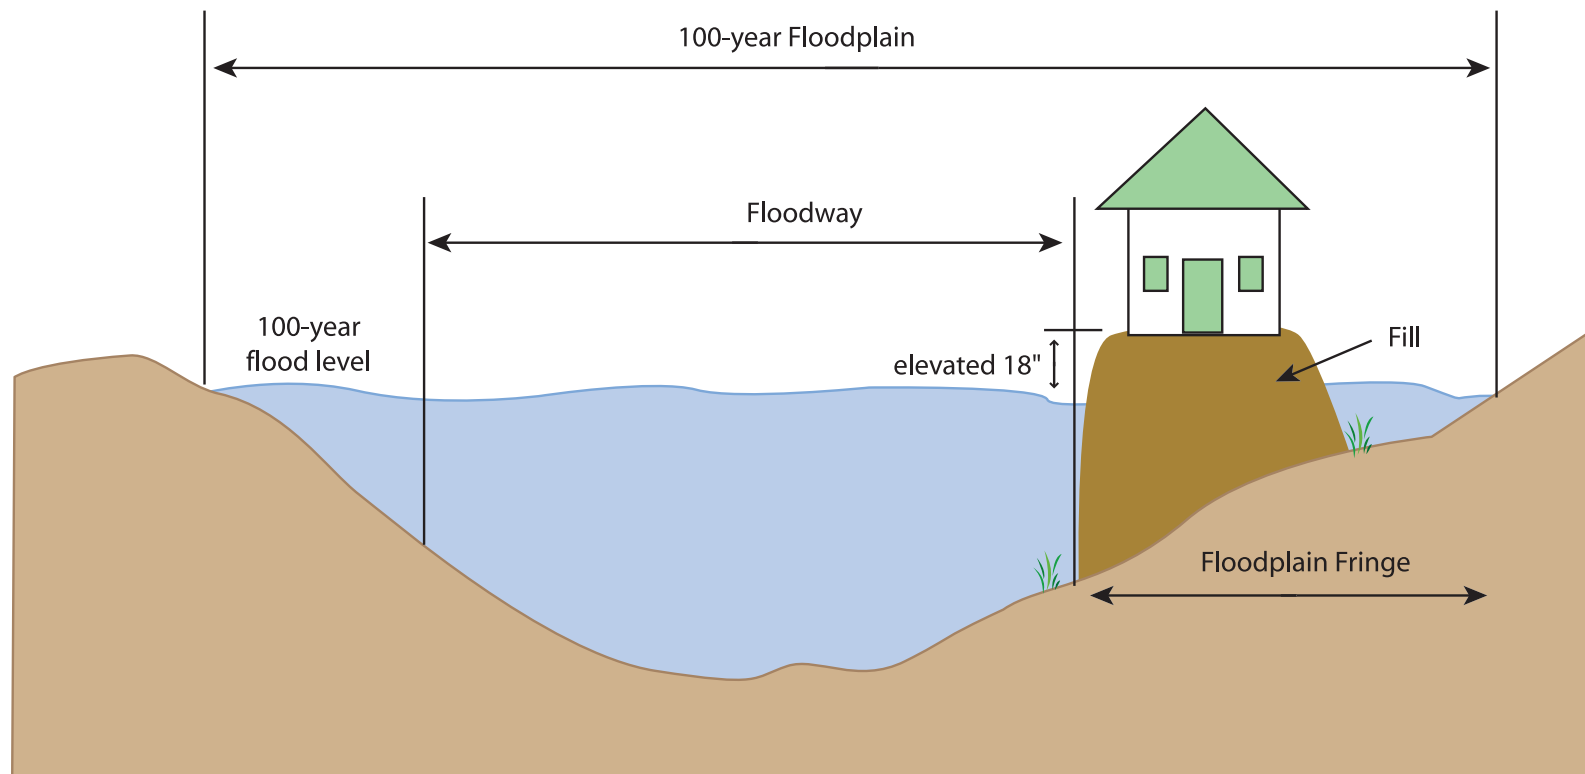 100-year Floodplain
Floodway
100-year
flood level
elevated 18"
Fill
Floodplain Fringe